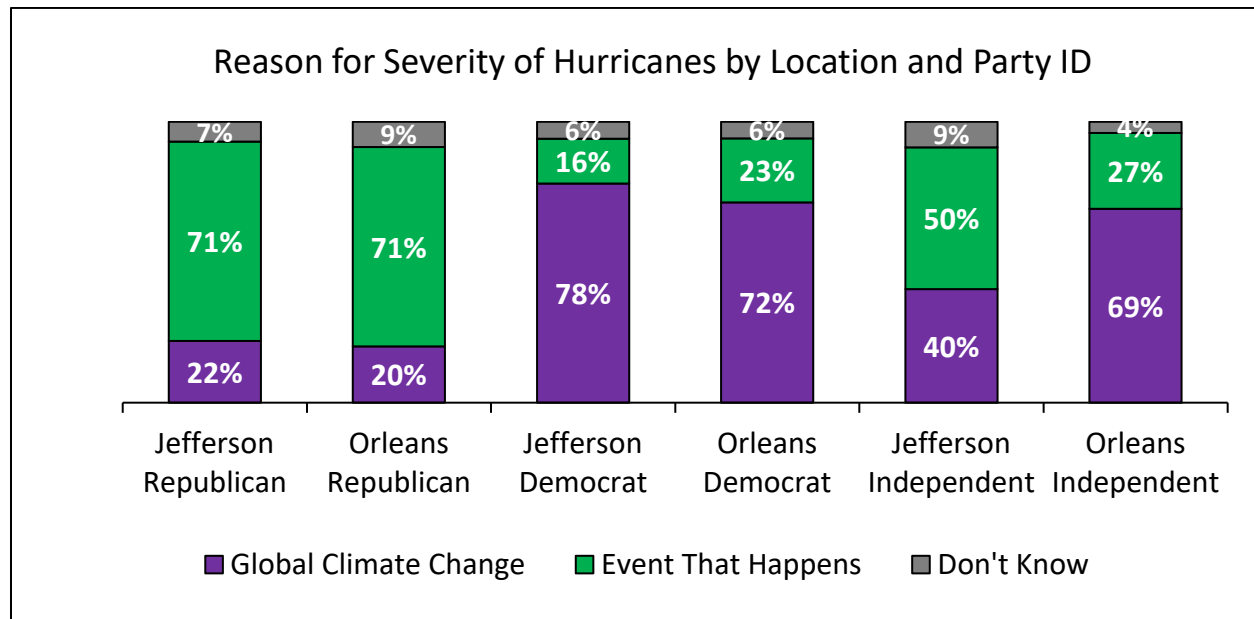 Reason for Severity of Hurricanes by Location and Party ID
7% 9% 6% 6% 9% 4%
71% 71% 16% 23% 50% 27%
22% 20% 78% 72% 40% 69%
Jefferson Orleans Jefferson Orleans Jefferson Orleans
Republican Republican Democrat Democrat Independent Independent
Global Climate Change Event That Happens Don't Know